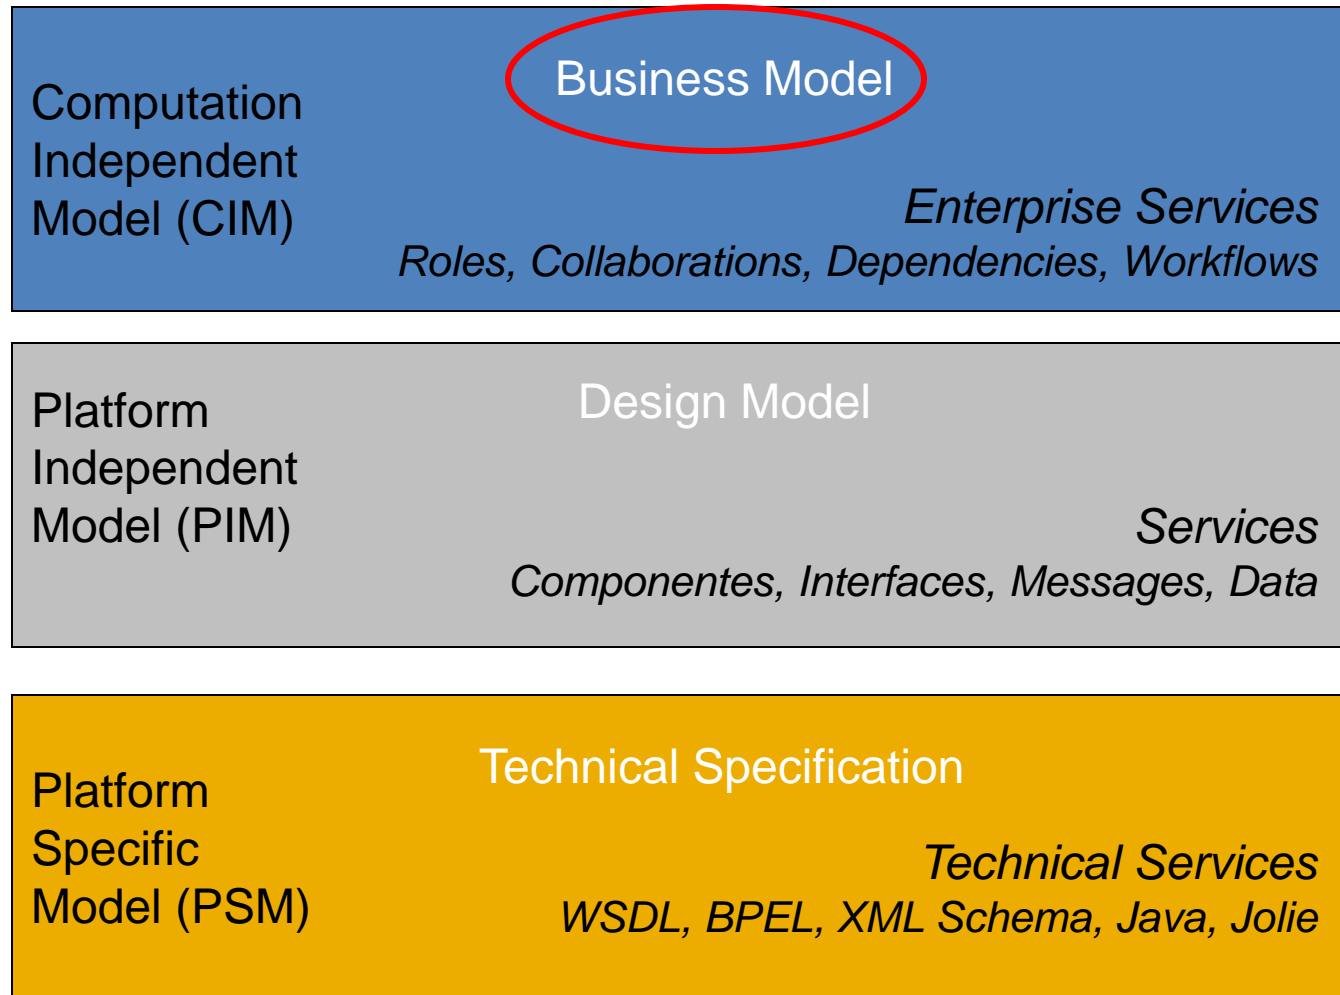 Business Model
Computation
Independent
Model (CIM)
Enterprise Services
Roles, Collaborations, Dependencies, Workflows
Design Model
Platform
Independent
Model (PIM)
Services
Componentes, Interfaces, Messages, Data
Technical Specification
Platform
Specific
Model (PSM)
Technical Services
WSDL, BPEL, XML Schema, Java, Jolie